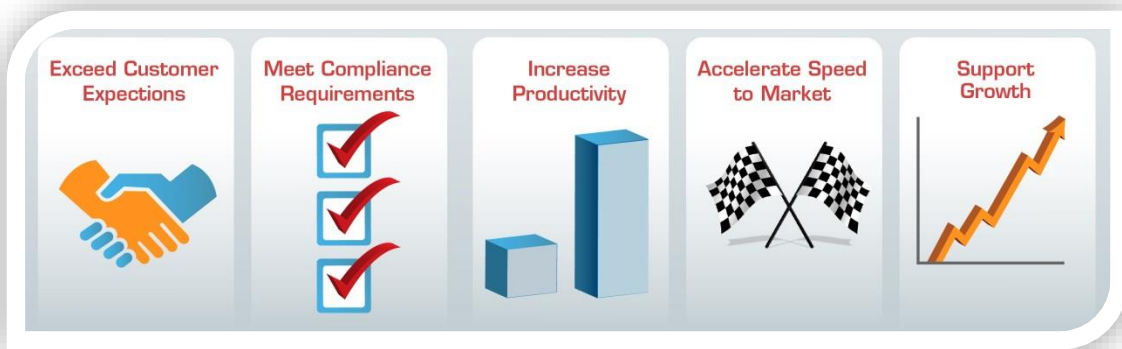 Exceed Customer
Expections
Meet Compliance
Requirements
Increase
Productivity
Accelerate Speed
to Market
Support
Growth